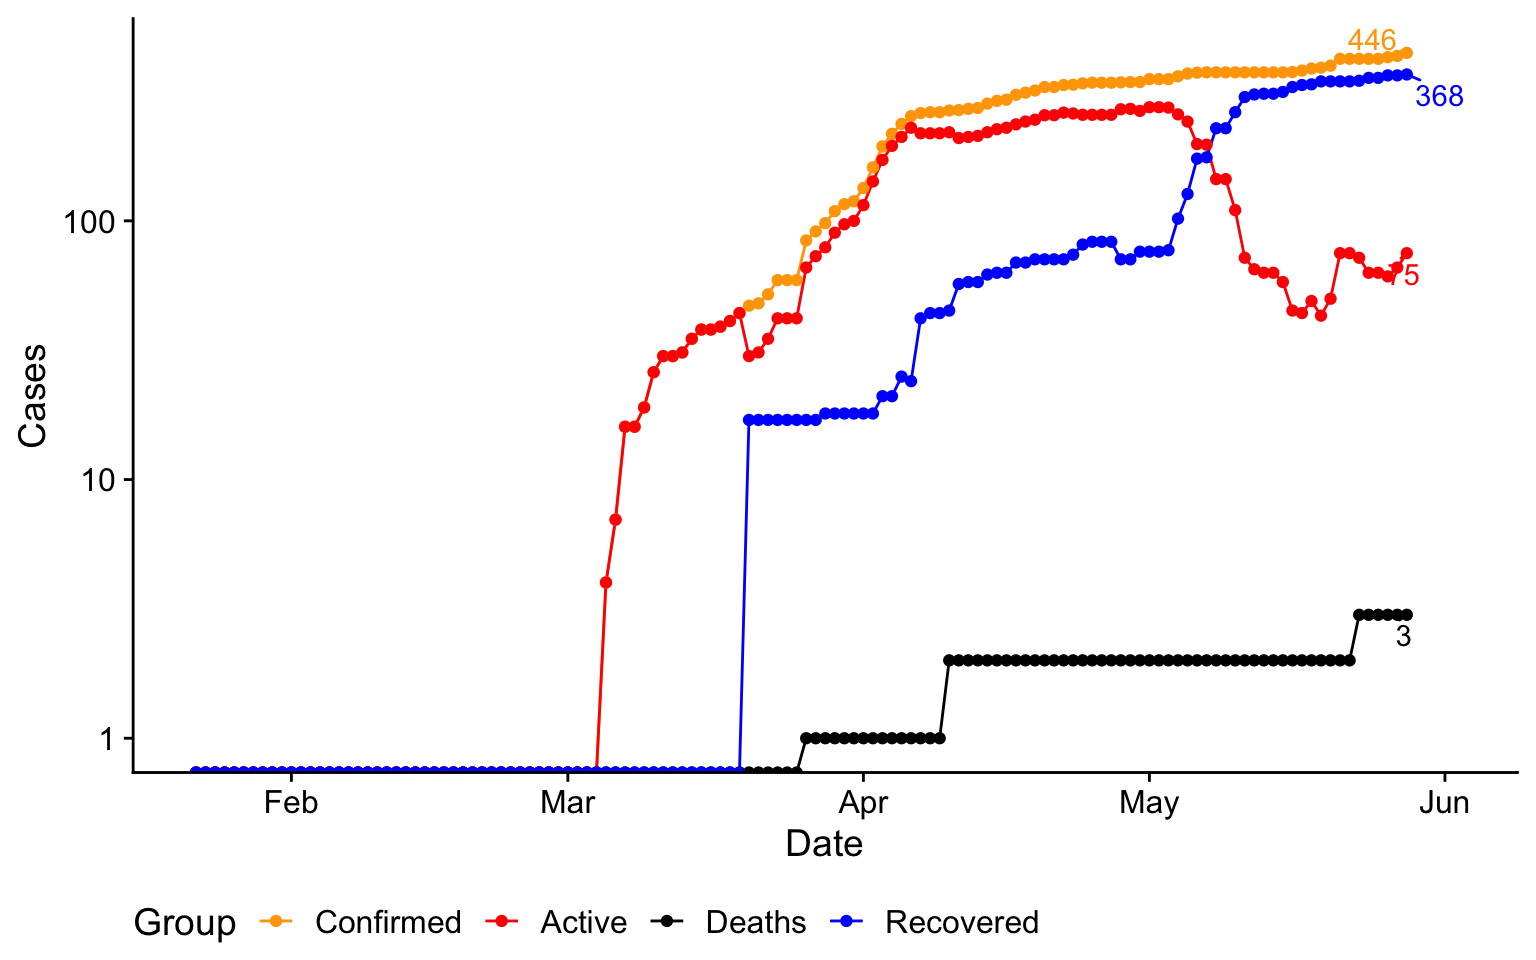 446
368
100
75
Cases
10
3
1
Feb Mar Apr May Jun
Date
Group Confirmed Active Deaths Recovered